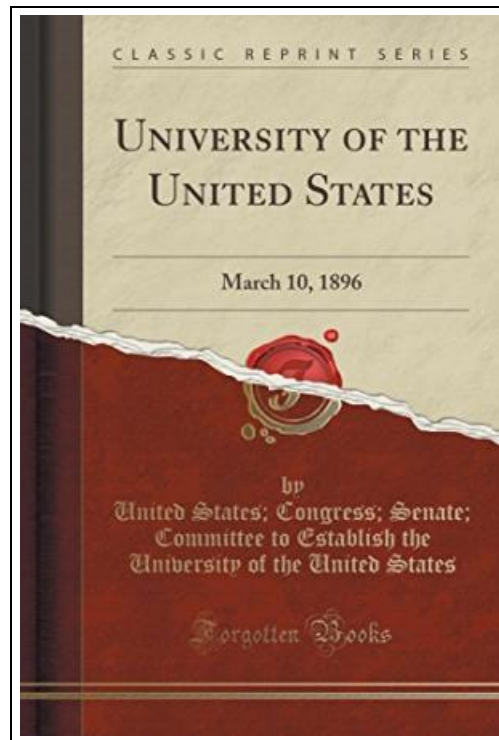 CLASSIC REPRINT SERIES
UNIVERSITY OF THE
UNITED STATES
March 10, 1896
F
by
United States; Congress; Senate;
Committee to Establish the
University of the United States
Forgotten Books